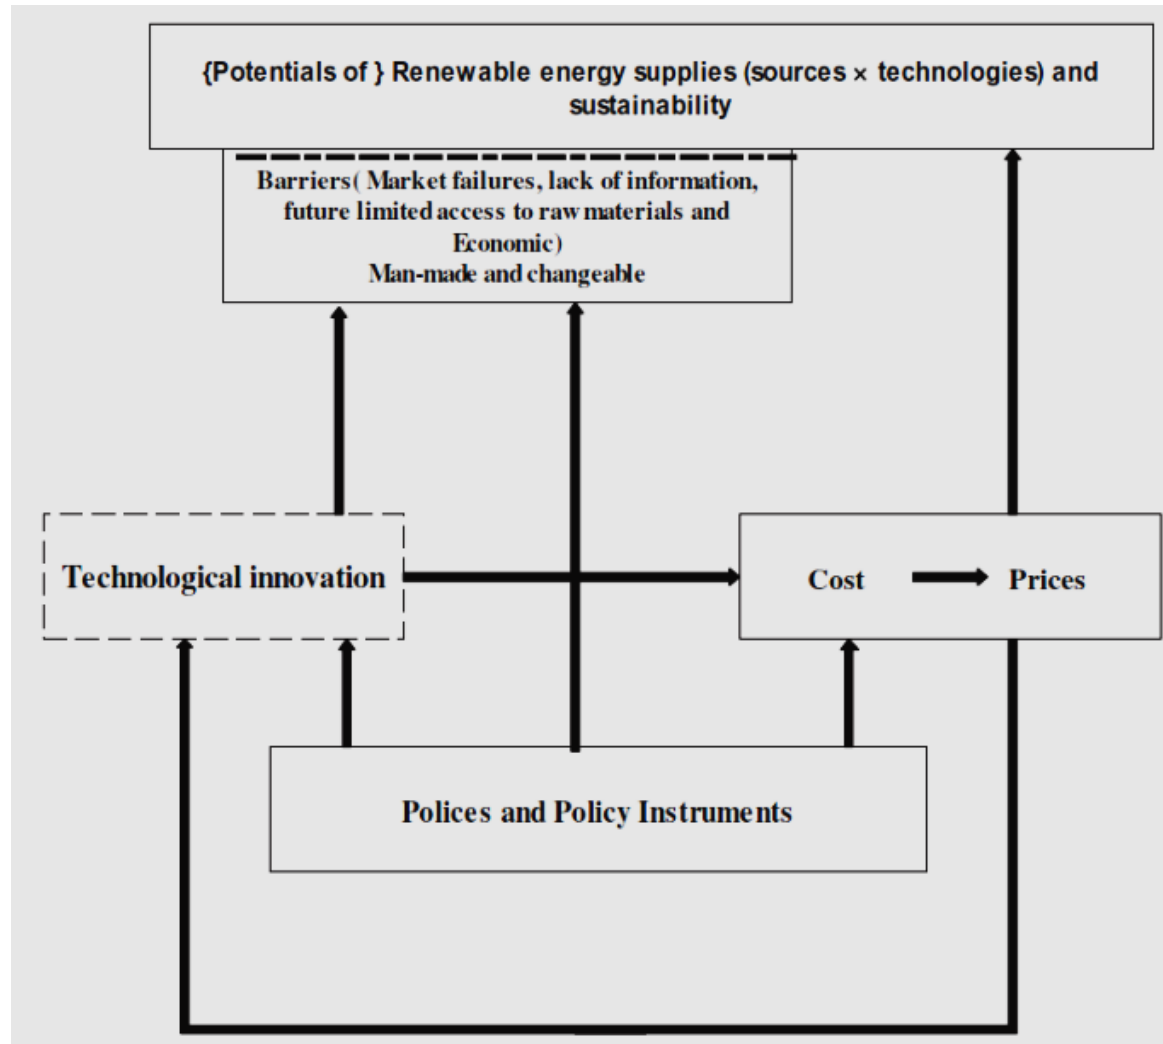 {Potentials of } Renewable energy supplies (sources × technologies) and
sustainability
Barriers( Market failures, lack of information,
future limited access to raw materials and
Economic)
Man-made and changeable
Technological innovation
Cost
Prices
Polices and Policy Instruments